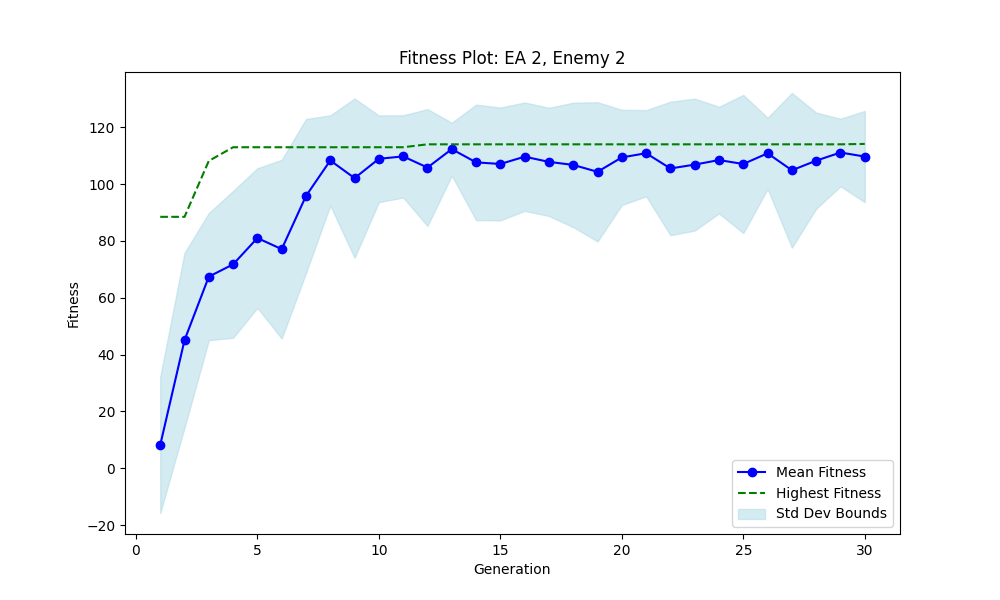 Fitness Plot: EA 2, Enemy 2
120
100
80
60
40
20
0
−20
Fitness
Mean Fitness
Highest Fitness
Std Dev Bounds
0 5 10 15 20 25 30
Generation